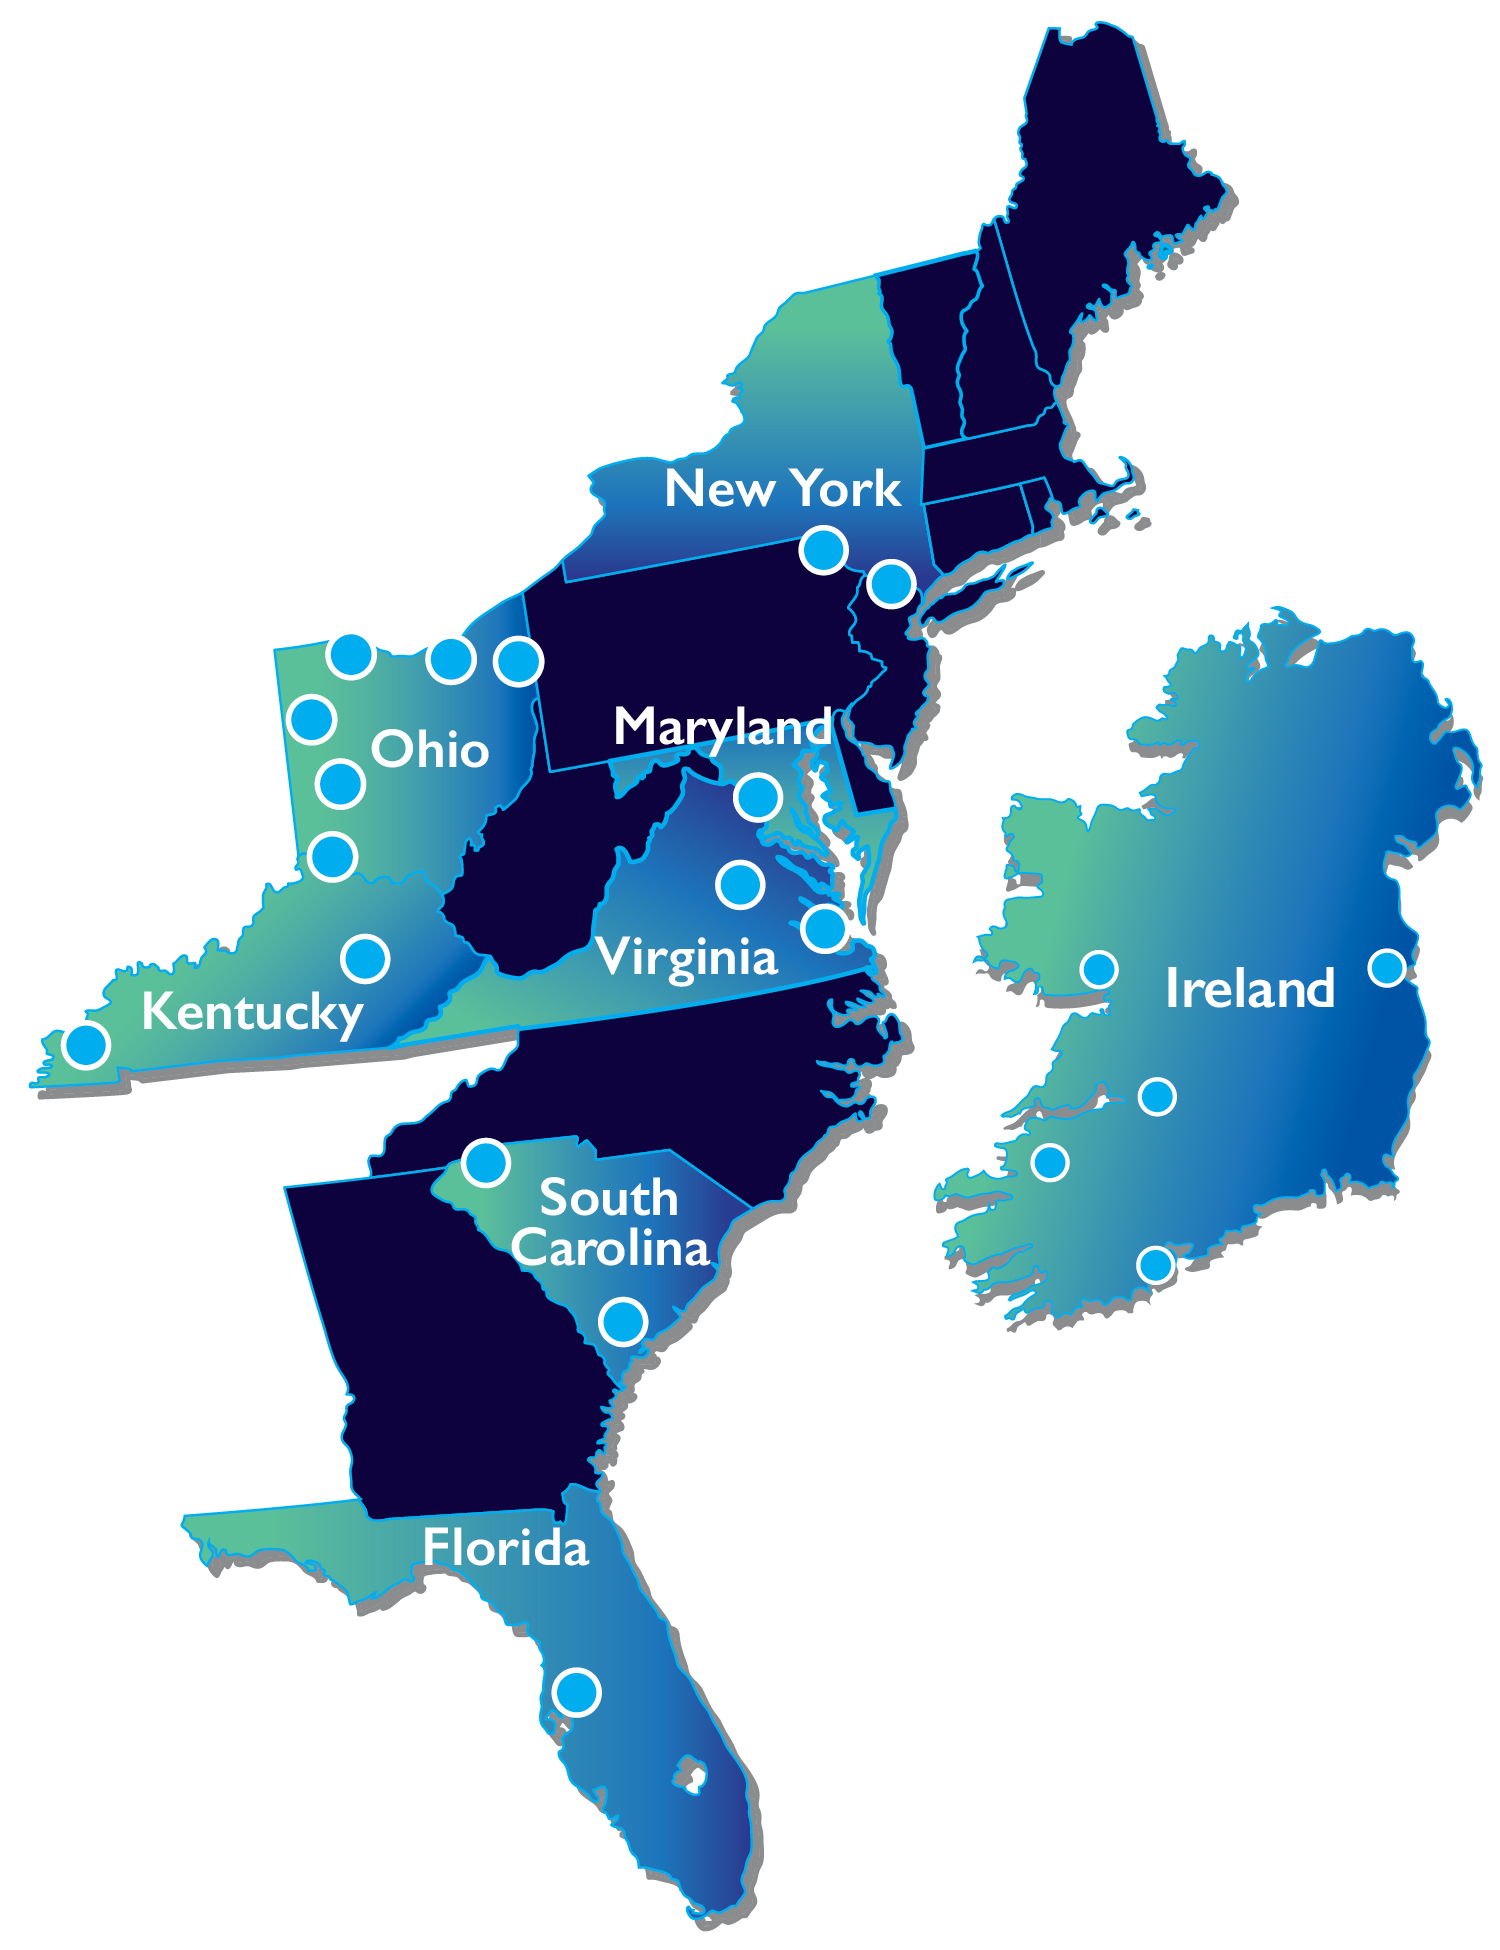 New York
Maryland
Ohio
Virginia
Ireland
Kentucky
South
Carolina
Florida